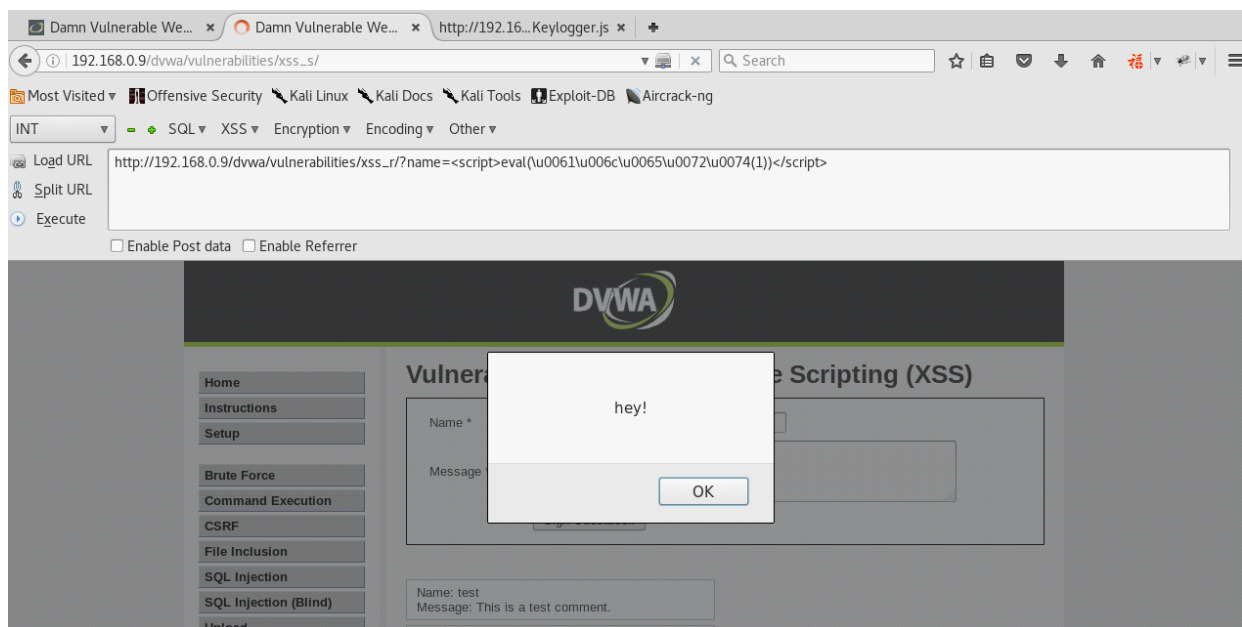 Damn Vulnerable We... × Damn Vulnerable We... × http://192.16...Keylogger.js ×
192.168.0.9/dvwa/vulnerabilities/xss_s/ Search
Most Visited Offensive Security Kali Linux Kali Docs Kali Tools Exploit-DB Aircrack-ng
INT SQL XSS Encryption Encoding Other
Load URL http://192.168.0.9/dvwa/vulnerabilities/xss_r/?name=<script>eval(\u0061\u006c\u0065\u0072\u0074(1))</script>
Split URL
Execute
Enable Post data Enable Referrer
DVWA
Home
Instructions
Setup
Brute Force
Command Execution
CSRF
File Inclusion
SQL Injection
SQL Injection (Blind)
Upload
Scripting (XSS)
Name *
Message
hey!
OK
Name: test
Message: This is a test comment.